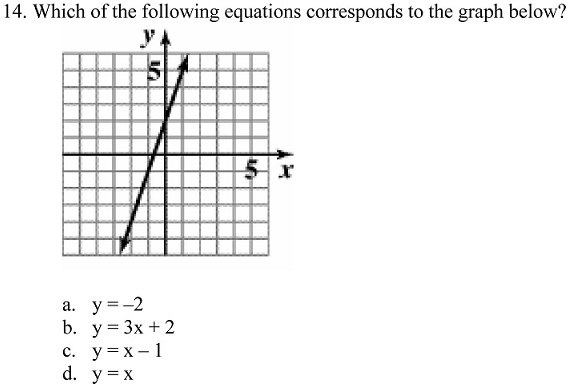 14. Which of the following equations corresponds to the graph below?
y
5
5 x
a. y = –2
b. y = 3x + 2
c. y = x – 1
d. y = x